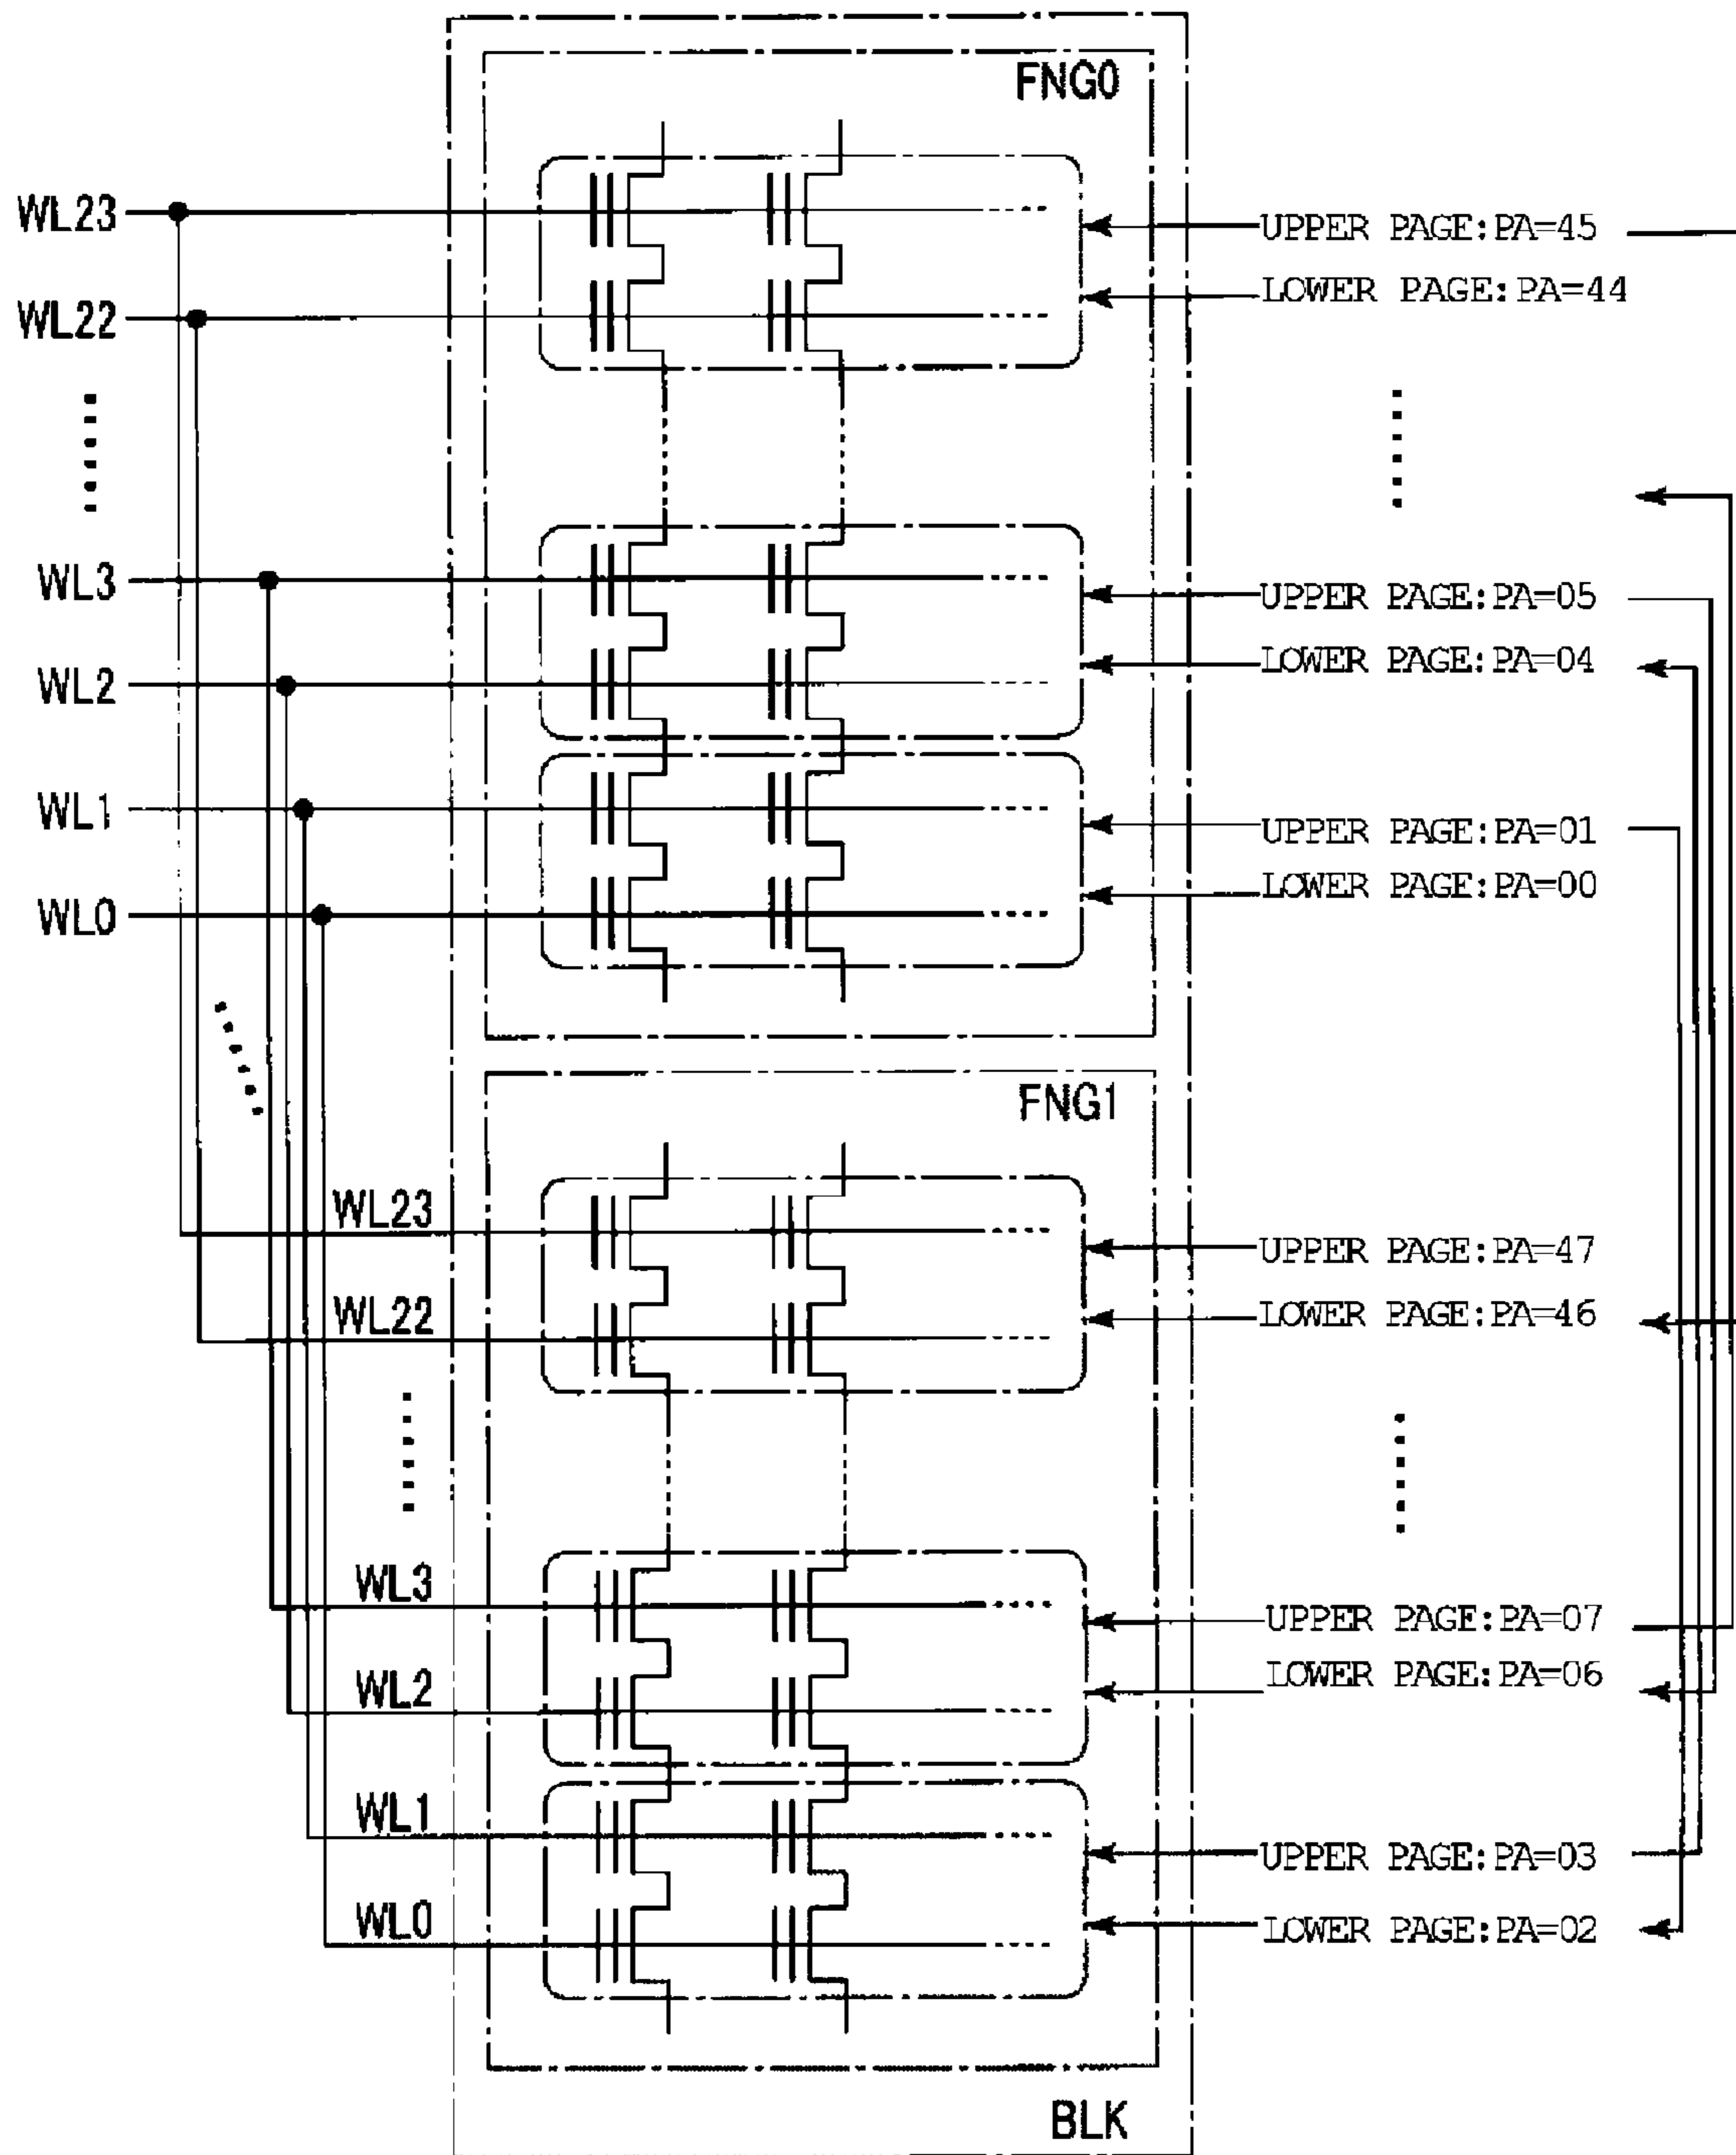 FNG0
WL23
UPPER PAGE:PA=45
LOWER PAGE:PA=44
WL22
WL3
UPPER PAGE:PA=05
LOWER PAGE:PA=04
WL2
WL1
UPPER PAGE:PA=01
LOWER PAGE:PA=00
WL0
FNG1
WL23
UPPER PAGE:PA=47
WL22
LOWER PAGE:PA=46
WL3
UPPER PAGE:PA=07
WL2
LOWER PAGE:PA=06
WL1
UPPER PAGE:PA=03
WL0
LOWER PAGE:PA=02
BLK